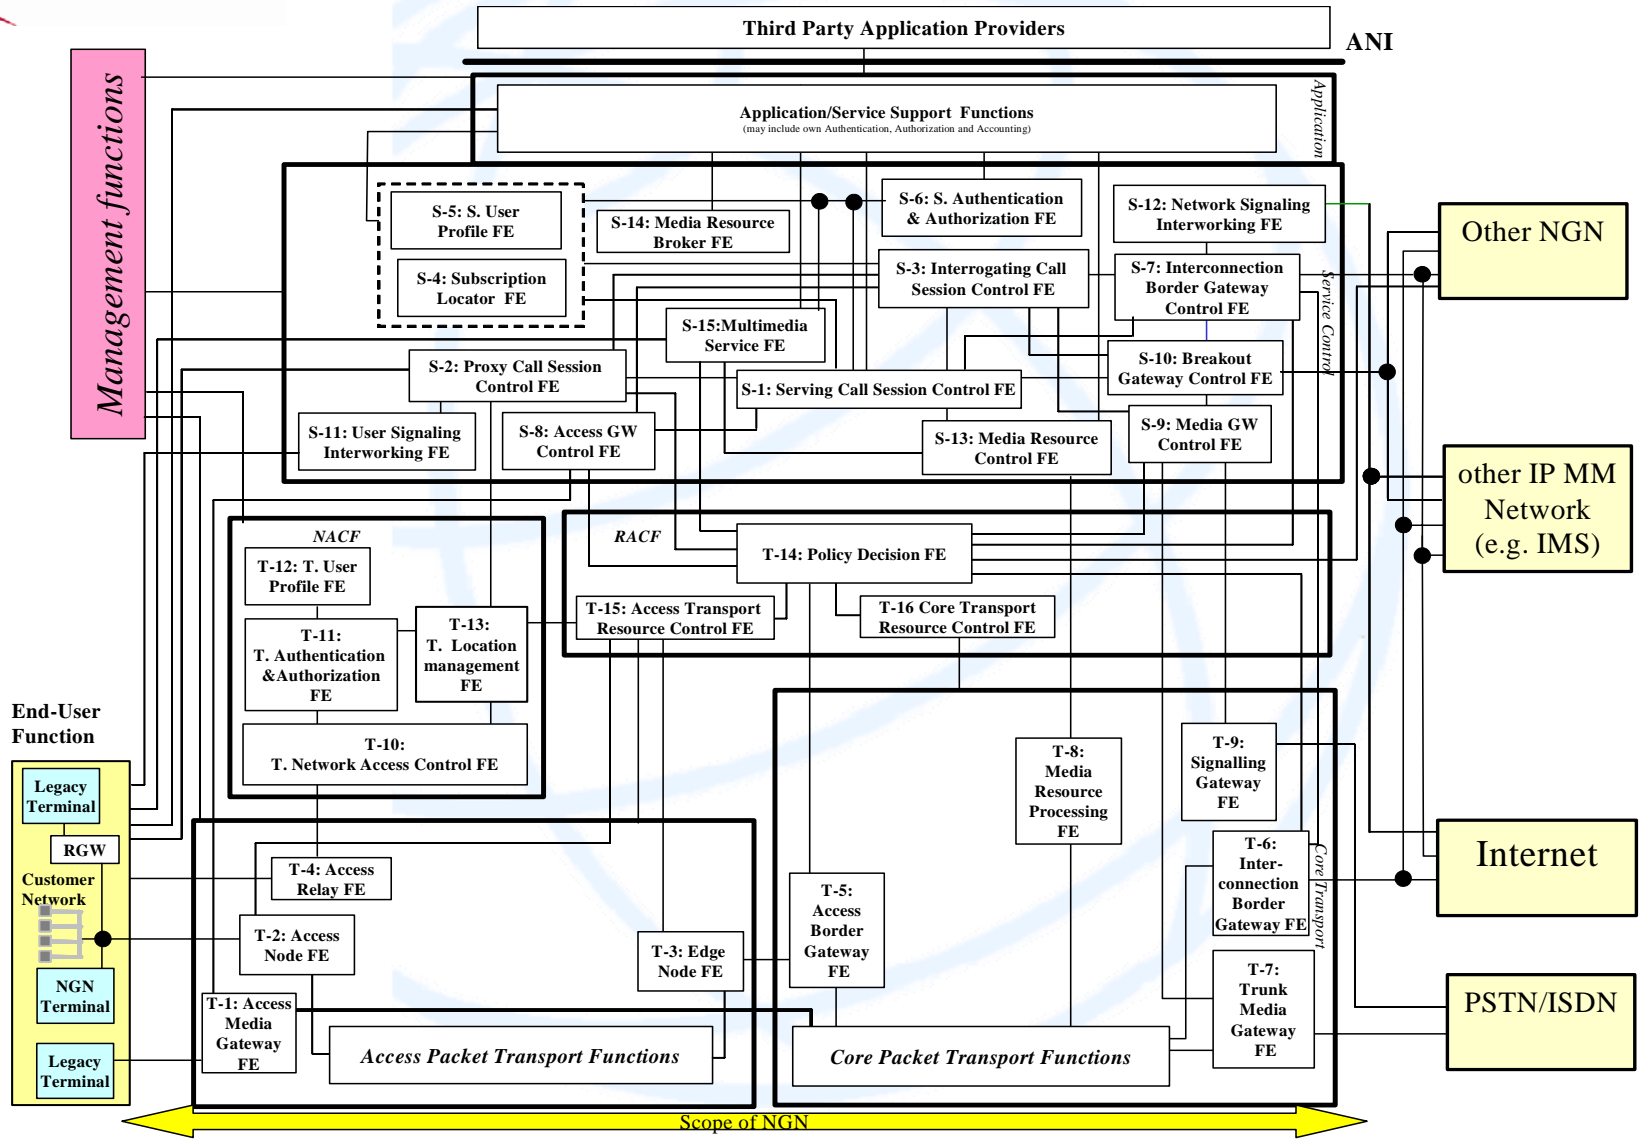 Third Party Application Providers
ANI
Management functions
Application
Application/Service Support  Functions
(may include own Authentication, Authorization and Accounting)
S-5: S. User
Profile FE
S-14: Media Resource
Broker FE
S-6: S. Authentication
& Authorization FE
S-12: Network Signaling
Interworking FE
Other NGN
S-4: Subscription
Locator  FE
S-3: Interrogating Call
Session Control FE
S-7: Interconnection
Border Gateway
Control FE
Service Control
S-15:Multimedia
Service FE
S-2: Proxy Call Session
Control FE
S-1: Serving Call Session Control FE
S-10: Breakout
Gateway Control FE
S-11: User Signaling
Interworking FE
S-8: Access GW
Control FE
S-13: Media Resource
Control FE
S-9: Media GW
Control FE
other IP MM
Network
(e.g. IMS)
NACF
RACF
T-12: T. User
Profile FE
T-14: Policy Decision FE
T-11:
T. Authentication
&Authorization
FE
T-13:
T.  Location
management
FE
T-15: Access Transport
Resource Control FE
T-16 Core Transport
Resource Control FE
T-10:
T. Network Access Control FE
End-User
Function
Legacy
Terminal
RGW
Customer
Network
NGN
Terminal
Legacy
Terminal
T-4: Access
Relay FE
T-2: Access
Node FE
T-3: Edge
Node FE
T-1: Access
Media
Gateway
FE
Access Packet Transport Functions
T-5:
Access
Border
Gateway
FE
T-8:
Media
Resource
Processing
FE
T-9:
Signalling
Gateway
FE
T-6:
Inter-
connection
Border
Gateway FE
Core Transport
T-7:
Trunk
Media
Gateway
FE
Core Packet Transport Functions
Internet
PSTN/ISDN
Scope of NGN